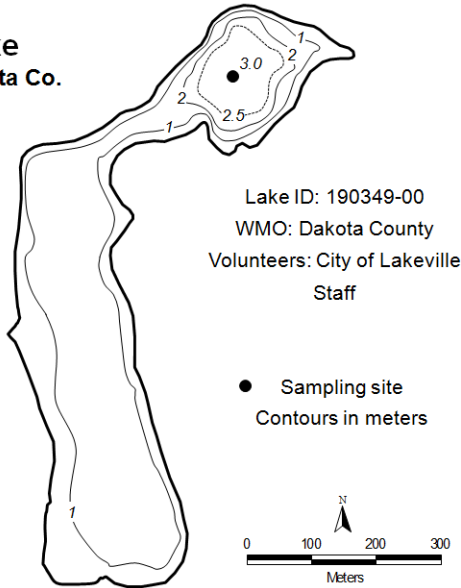 ke
ta Co.
1
2
3.0
2
2.5
1
Lake ID: 190349-00
WMO: Dakota County
Volunteers: City of Lakeville
Staff
Sampling site
Contours in meters
1
N
0 100 200 300
Meters